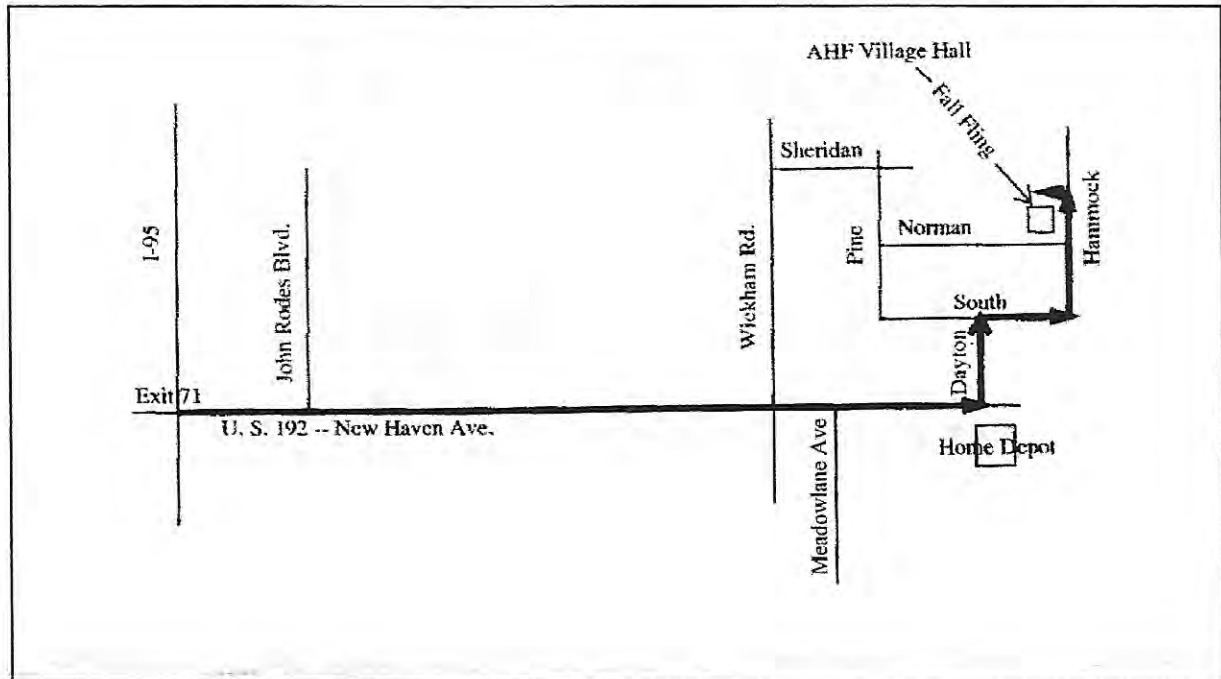 AHF Village Hall
Fall Fling
Sheridan
I-95
John Rodes Blvd.
Wickham Rd.
Pine
Norman
Hammock
South
Dayton
Exit 71
U. S. 192 -- New Haven Ave.
Home Depot
Meadowlane Ave